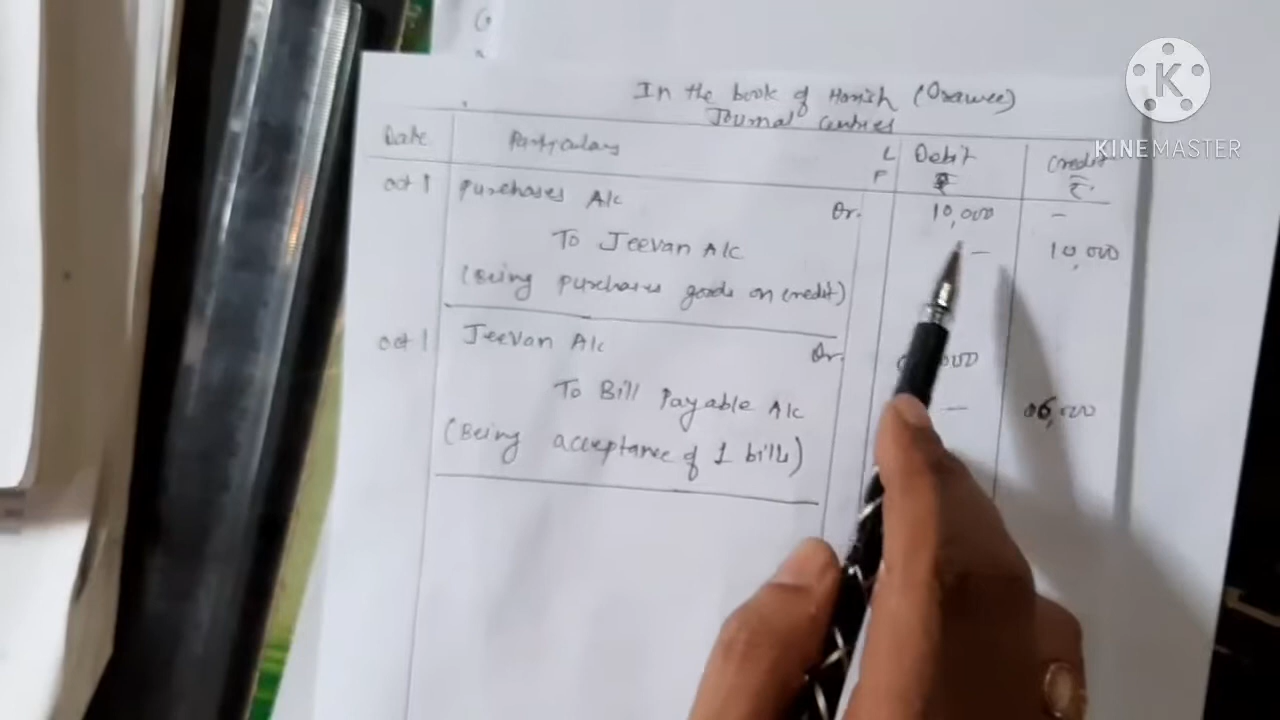 In the book of Harish (Drawee)
Journal entries
Date Particulars L F Debit ₹ Credit ₹
Oct 1 Purchases A/c Dr. 10,000 —
To Jeevan A/c — 10,000
(Being purchases goods on credit)
Oct 1 Jeevan A/c Dr.
To Bill Payable A/c — 06,000
(Being acceptance of 1 bills)
K
KINEMASTER